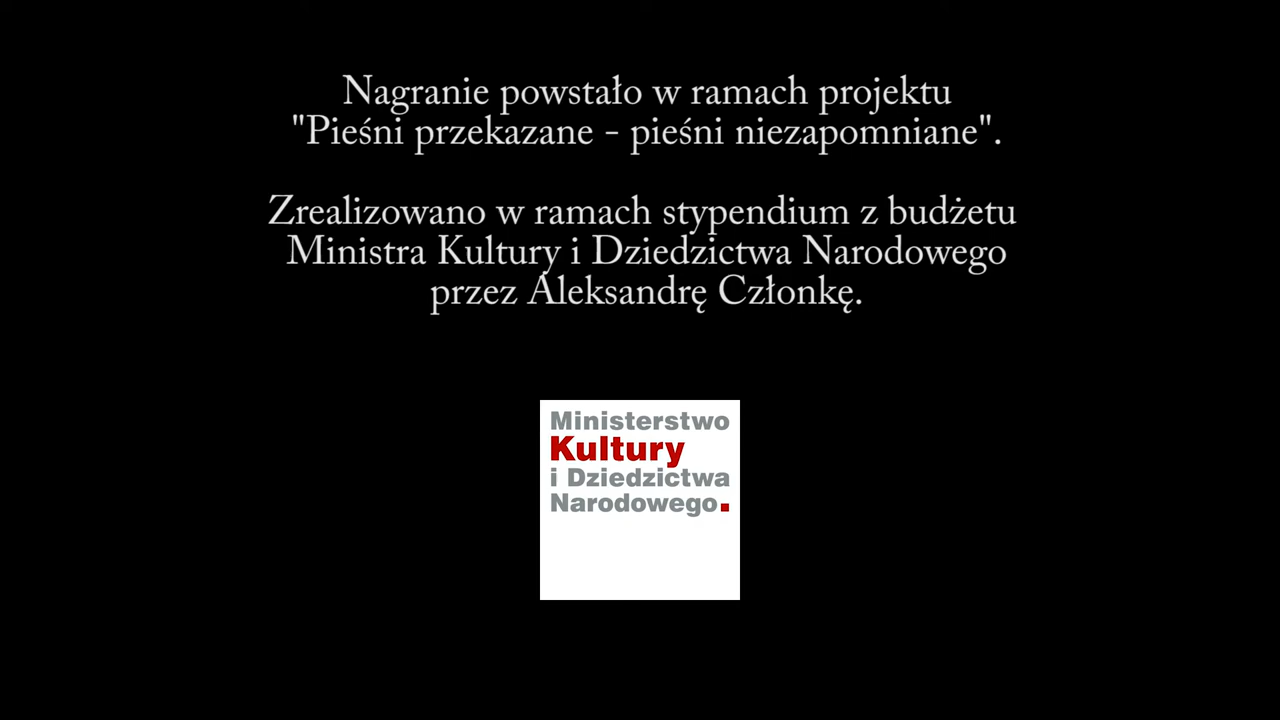 Nagranie powstało w ramach projektu
"Pieśni przekazane - pieśni niezapomniane".
Zrealizowano w ramach stypendium z budżetu
Ministra Kultury i Dziedzictwa Narodowego
przez Aleksandrę Członkę.
Ministerstwo
Kultury
i Dziedzictwa
Narodowego.